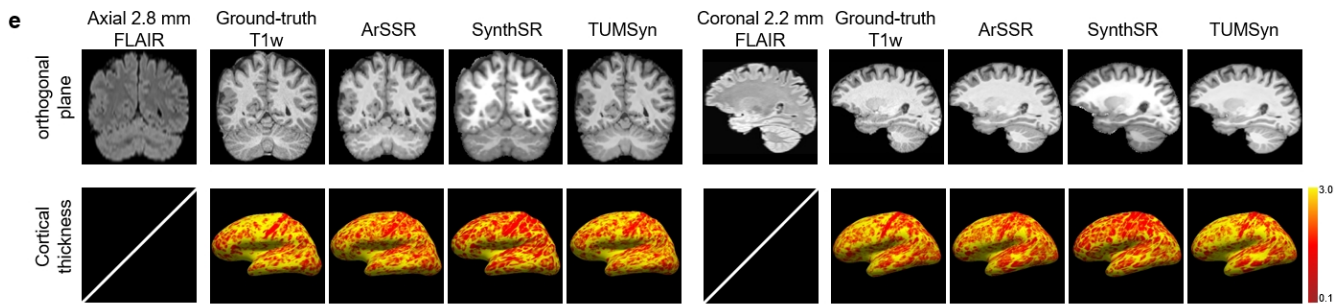 e
Axial 2.8 mm
FLAIR
Ground-truth
T1w
ArSSR
SynthSR
TUMSyn
Coronal 2.2 mm
FLAIR
Ground-truth
T1w
ArSSR
SynthSR
TUMSyn
orthogonal
plane
Cortical
thickness
3.0
0.1